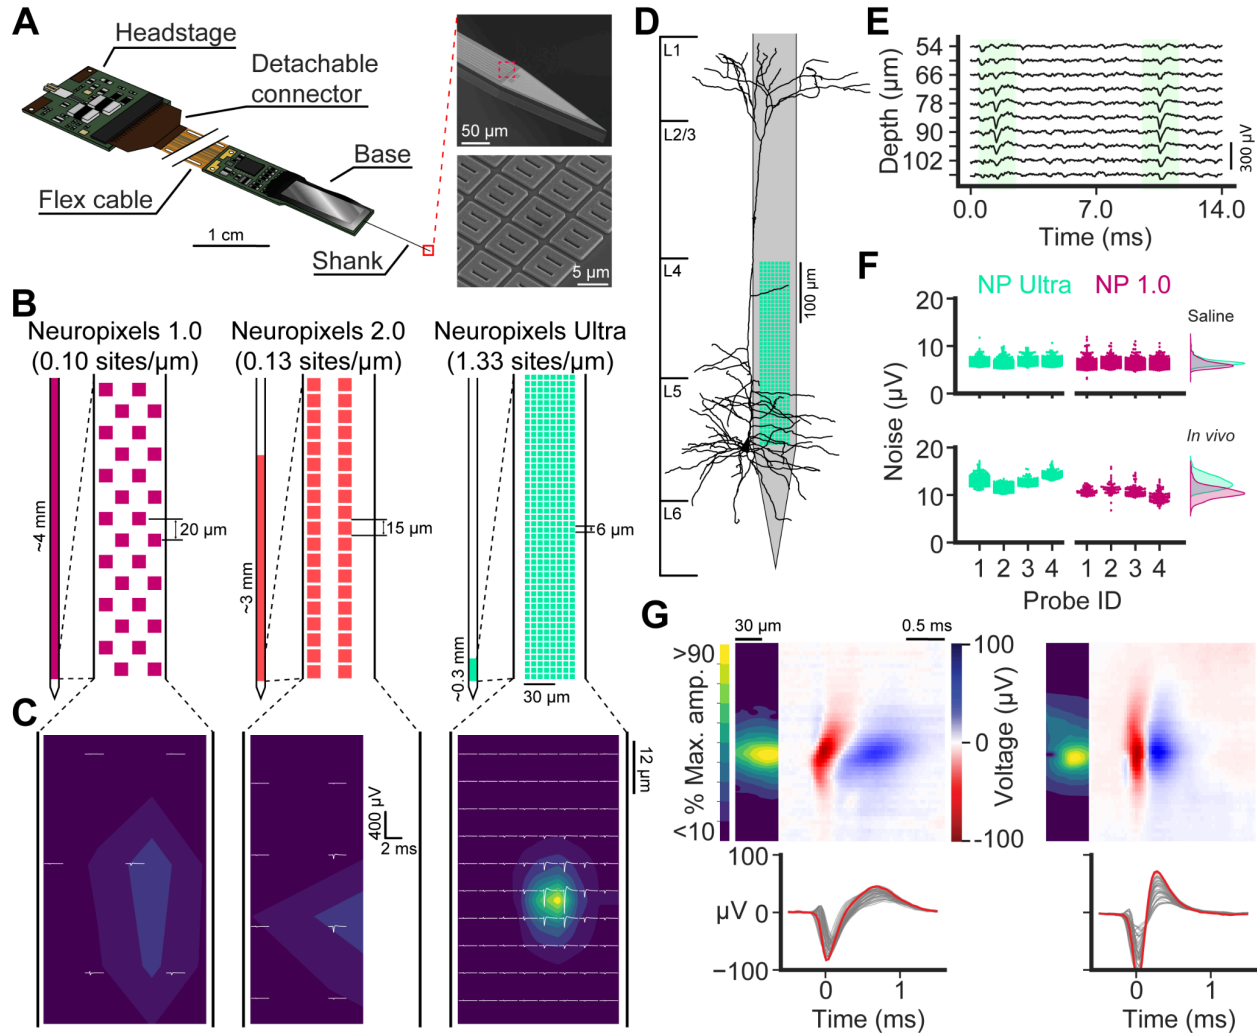 A
Headstage
Detachable
connector
Base
Flex cable
1 cm
Shank
50 μm
5 μm
B
Neuropixels 1.0
(0.10 sites/μm)
~4 mm
20 μm
Neuropixels 2.0
(0.13 sites/μm)
~3 mm
15 μm
Neuropixels Ultra
(1.33 sites/μm)
~0.3 mm
6 μm
30 μm
C
400 μV
2 ms
12 μm
D
L1
L2/3
L4
L5
L6
100 μm
E
Depth (μm)
54
66
78
90
102
300 μV
0.0
7.0
14.0
Time (ms)
F
NP Ultra
NP 1.0
Noise (μV)
20
10
0
Saline
20
10
0
In vivo
1 2 3 4
1 2 3 4
Probe ID
G
30 μm
0.5 ms
>90
% Max. amp.
<10
100
0
-100
Voltage (μV)
100
μV
0
−100
0
1
Time (ms)
0
1
Time (ms)